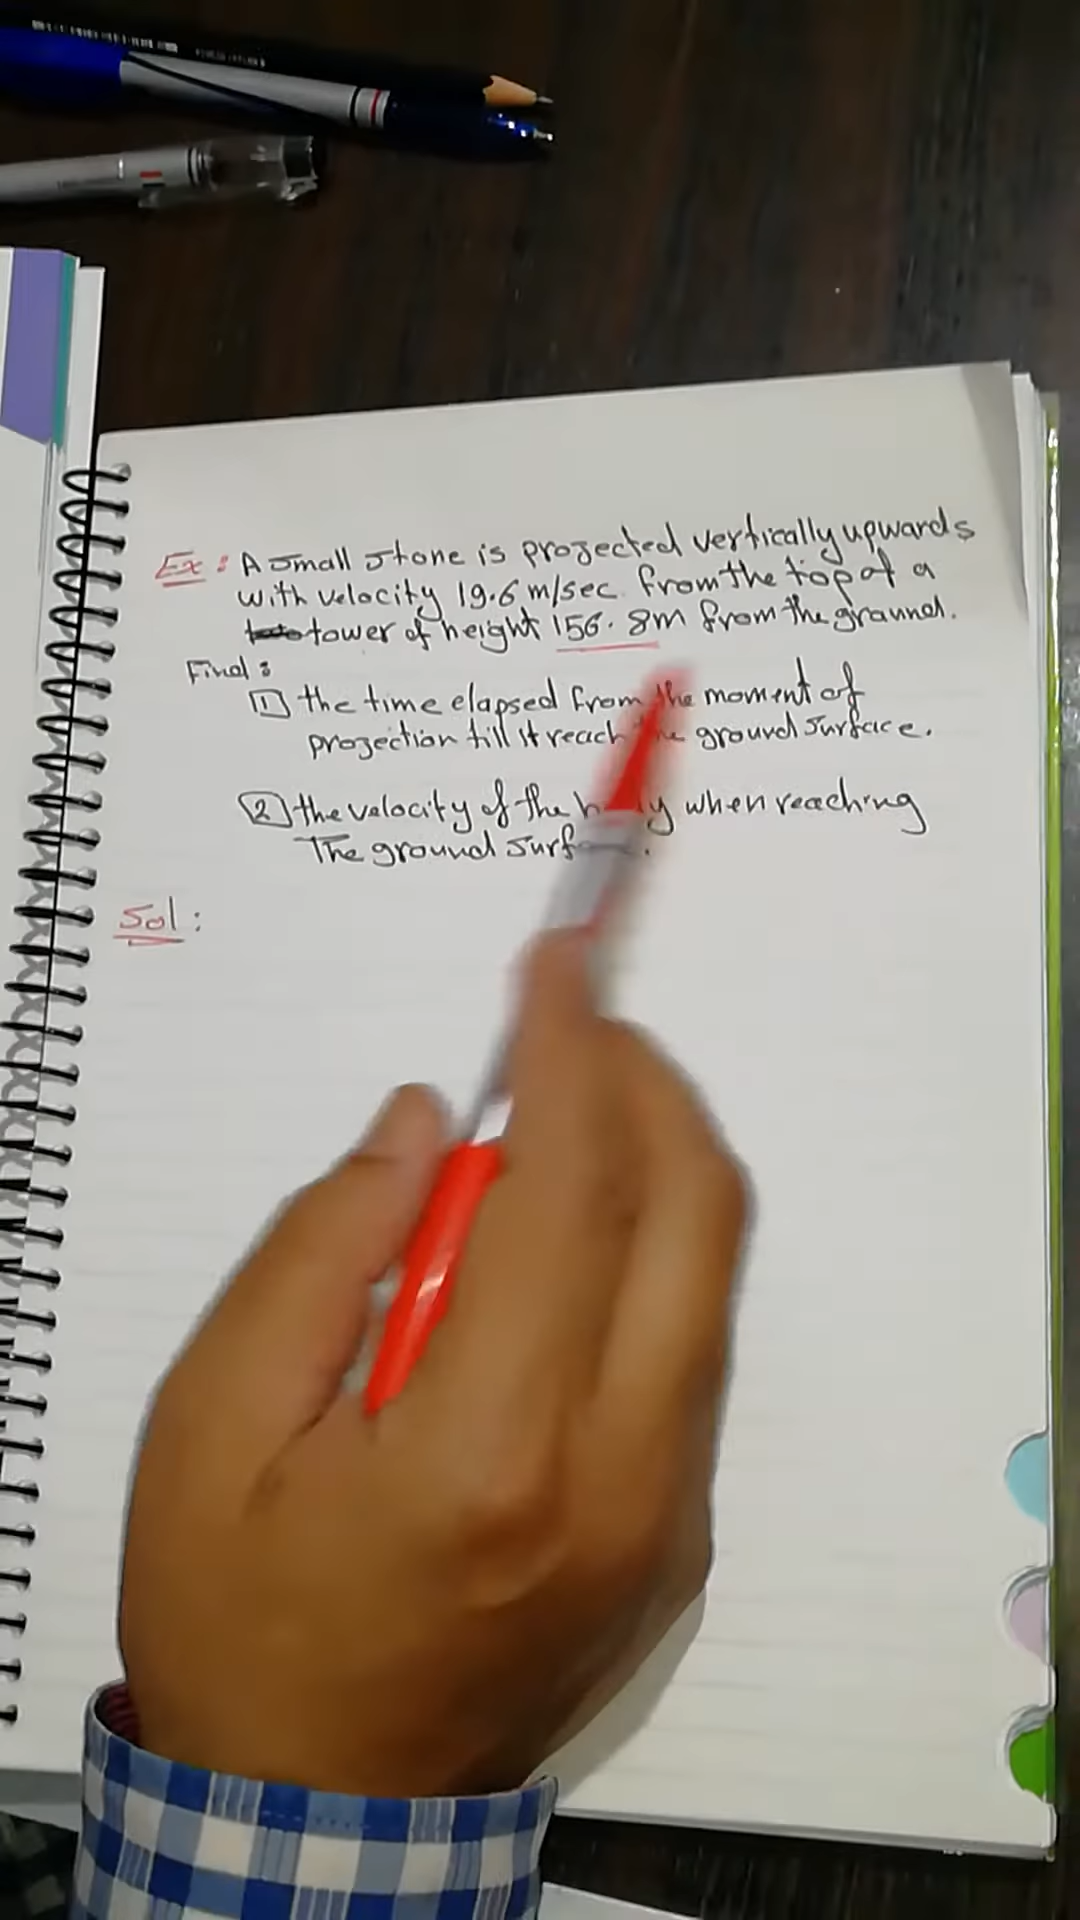 Ex: A small stone is projected vertically upwards
with velocity 19.6 m/sec. from the top of a
tower of height 156.8m from the ground.
Find:
1 the time elapsed from the moment of
projection till it reach the ground surface.
2 the velocity of the when reaching
The ground
Sol: